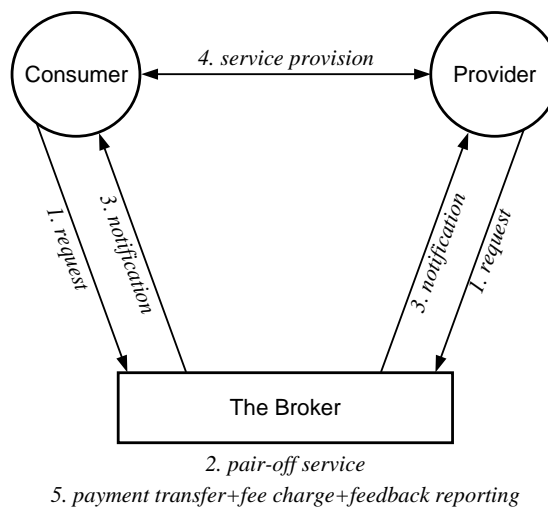 4. service provision
Consumer
Provider
1. request
3. notification
3. notification
1. request
The Broker
2. pair-off service
5. payment transfer+fee charge+feedback reporting